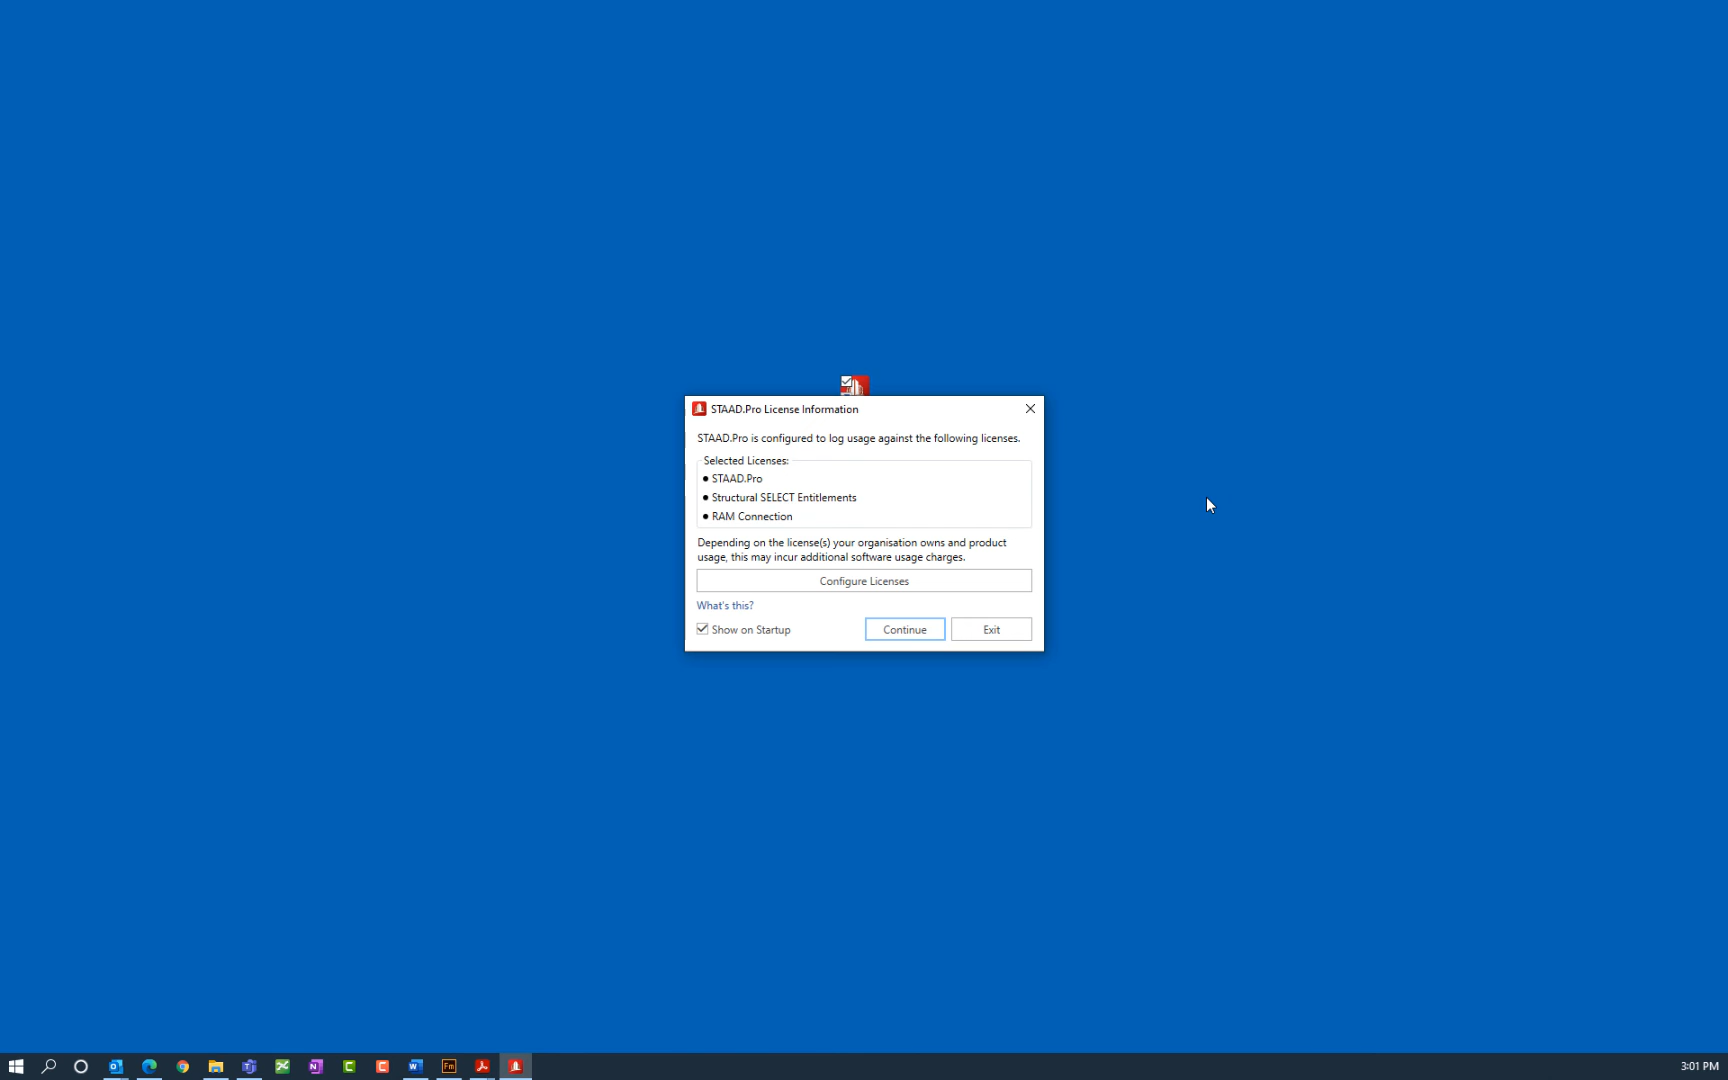 STAAD.Pro License Information
STAAD.Pro is configured to log usage against the following licenses.
Selected Licenses:
● STAAD.Pro
● Structural SELECT Entitlements
● RAM Connection
Depending on the license(s) your organisation owns and product
usage, this may incur additional software usage charges.
Configure Licenses
What's this?
Show on Startup
Continue
Exit
Fm
3:01 PM